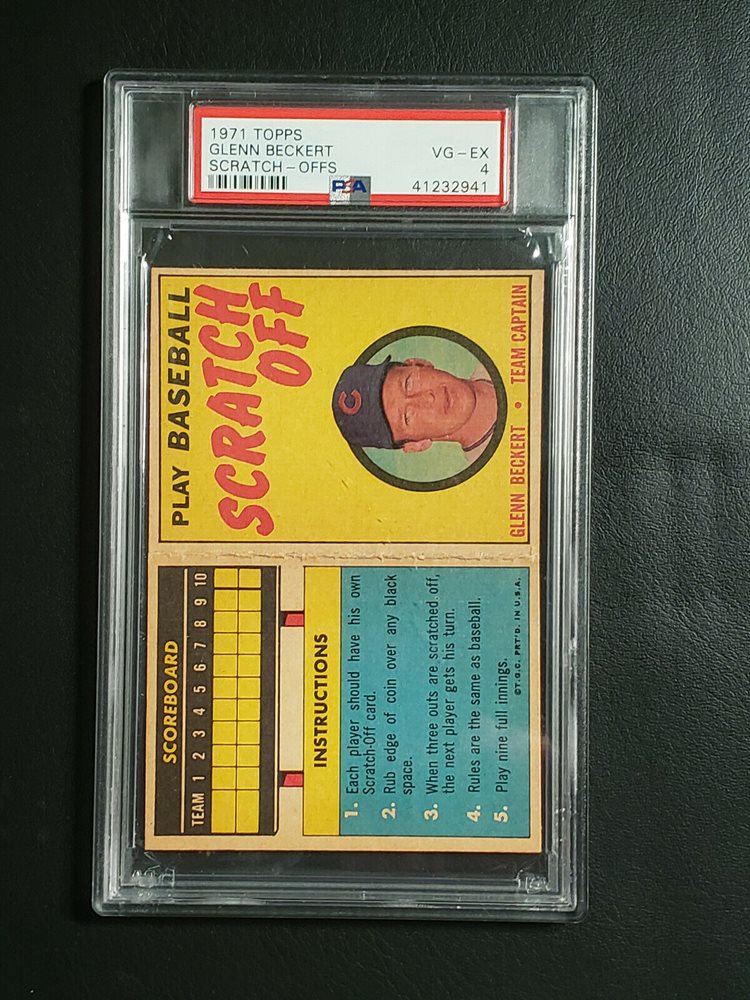 1971 TOPPS
GLENN BECKERT
SCRATCH-OFFS
VG-EX
4
PSA
41232941
PLAY BASEBALL
SCRATCH
OFF
C
GLENN BECKERT • TEAM CAPTAIN
SCOREBOARD
TEAM 1 2 3 4 5 6 7 8 9 10
INSTRUCTIONS
1. Each player should have his own
Scratch-Off card.
2. Rub edge of coin over any black
space.
3. When three outs are scratched off,
the next player gets his turn.
4. Rules are the same as baseball.
5. Play nine full innings.
©T.G.C. PRT'D. IN U.S.A.